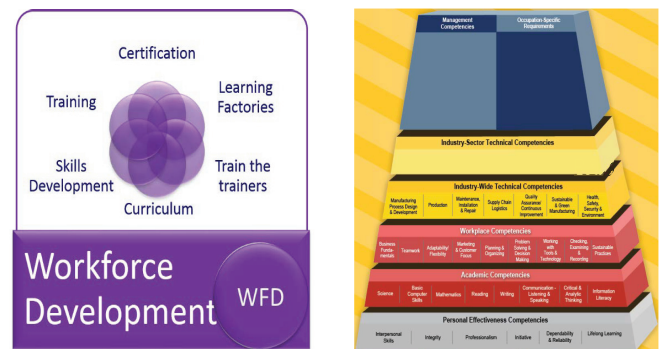 Certification
Training
Learning
Factories
Skills
Development
Train the
trainers
Curriculum
Workforce
Development
WFD
Management
Competencies
Occupation-Specific
Requirements
Industry-Sector Technical Competencies
Industry-Wide Technical Competencies
Manufacturing
Process Design
& Development
Production
Maintenance,
Installation
& Repair
Supply Chain
Logistics
Quality
Assurance/
Continuous
Improvement
Sustainable
& Green
Manufacturing
Health,
Safety,
Security &
Environment
Workplace Competencies
Business
Funda-
mentals
Teamwork
Adaptability/
Flexibility
Marketing
& Customer
Focus
Planning &
Organizing
Problem
Solving &
Decision
Making
Working
with
Tools &
Technology
Checking,
Examining
&
Recording
Sustainable
Practices
Academic Competencies
Science
Basic
Computer
Skills
Mathematics
Reading
Writing
Communication -
Listening &
Speaking
Critical &
Analytic
Thinking
Information
Literacy
Personal Effectiveness Competencies
Interpersonal
Skills
Integrity
Professionalism
Initiative
Dependability
& Reliability
Lifelong Learning